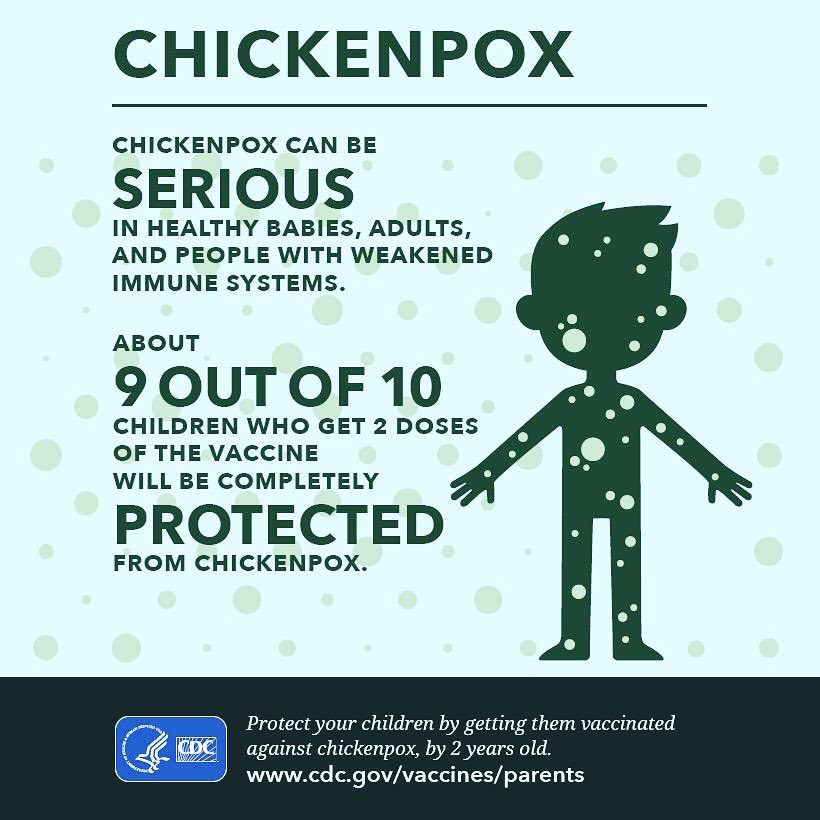 CHICKENPOX
CHICKENPOX CAN BE
SERIOUS
IN HEALTHY BABIES, ADULTS,
AND PEOPLE WITH WEAKENED
IMMUNE SYSTEMS.
ABOUT
9 OUT OF 10
CHILDREN WHO GET 2 DOSES
OF THE VACCINE
WILL BE COMPLETELY
PROTECTED
FROM CHICKENPOX.
CDC
Protect your children by getting them vaccinated
against chickenpox, by 2 years old.
www.cdc.gov/vaccines/parents